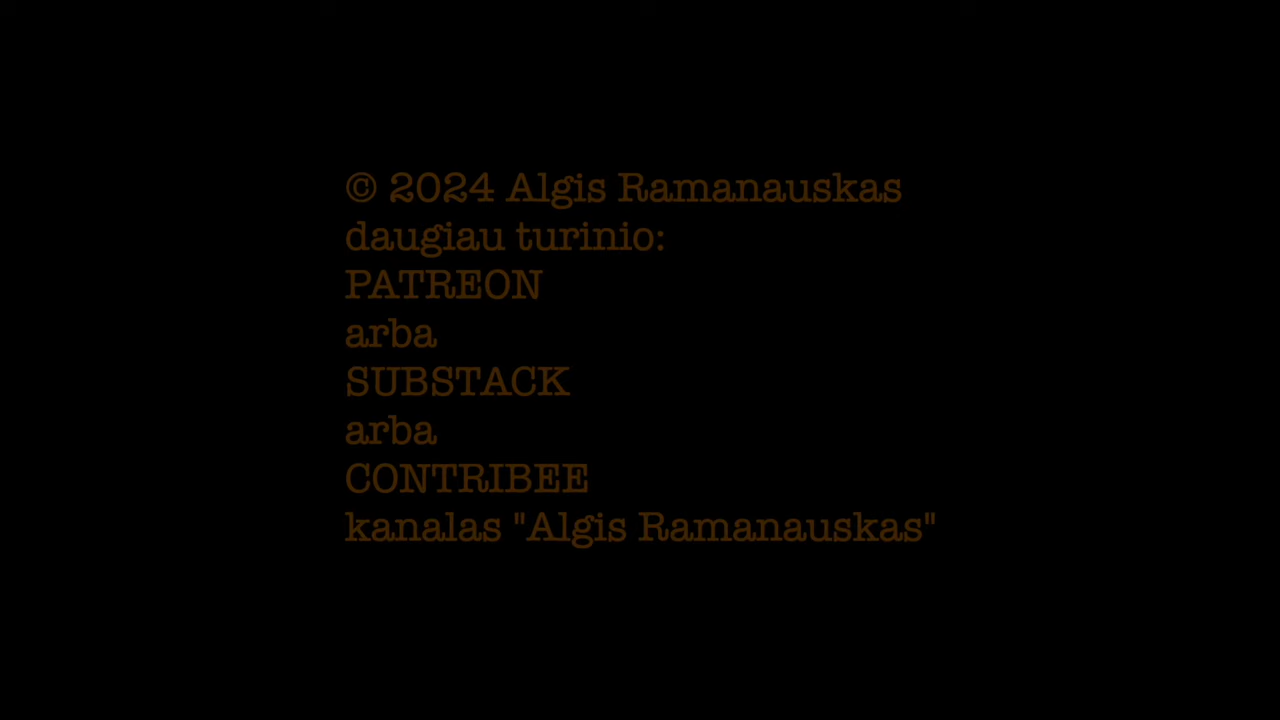 © 2024 Algis Ramanauskas
daugiau turinio:
PATREON
arba
SUBSTACK
arba
CONTRIBEE
kanalas "Algis Ramanauskas"